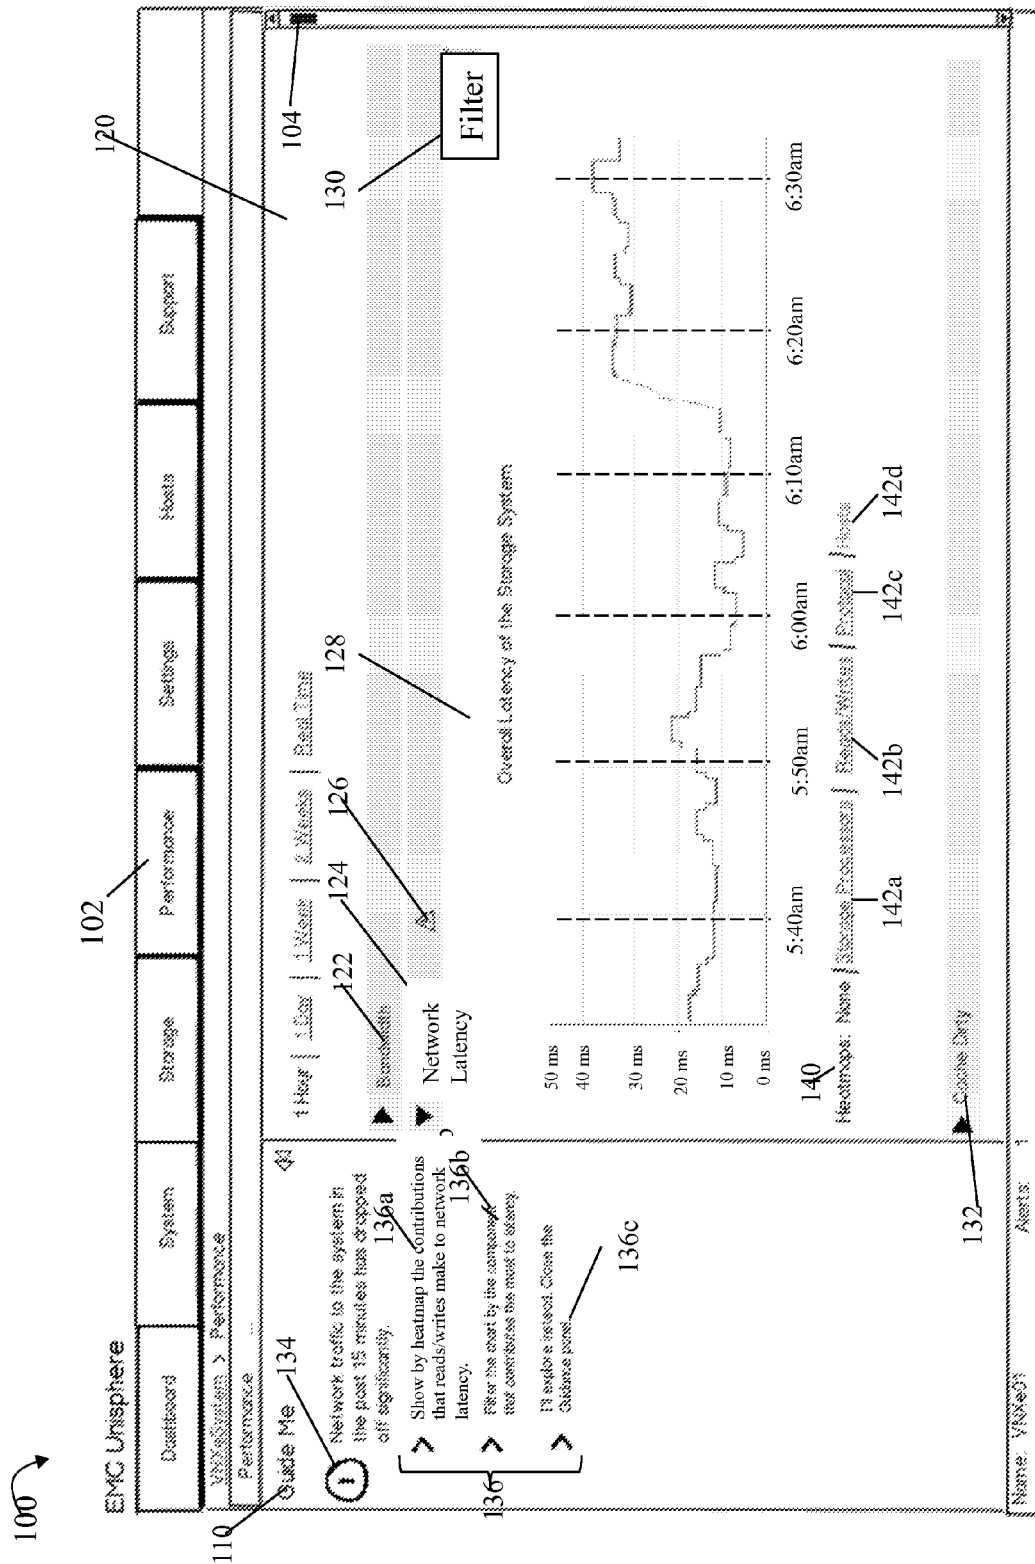 100
EMC Unisphere
102
Dashboard
System
Storage
Performance
Settings
Hosts
Support
120
VNXeSystem > Performance
Performance
110
Guide Me
134
Network traffic to the system in
the past 15 minutes has dropped
off significantly.
136a
Show by heatmap the contributions
that reads/writes make to network
latency.
136b
Filter the chart by the component
that contributes the most to latency.
I'll explore instead. Close the
Guidance panel.
136
136c
1 Hour | 1 Day | 1 Week | 2 Weeks | Real Time
104
122
124
126
128
130
Bandwidth
Network
Latency
Filter
Overall Latency of the Storage System
50 ms
40 ms
30 ms
20 ms
10 ms
0 ms
5:40am
5:50am
6:00am
6:10am
6:20am
6:30am
140
Heatmaps: None | Storage Processors | Reads/Writes | Protocol | Hosts
142a
142b
142c
142d
Cache Dirty
132
Name: VNXe01
Alerts: 1